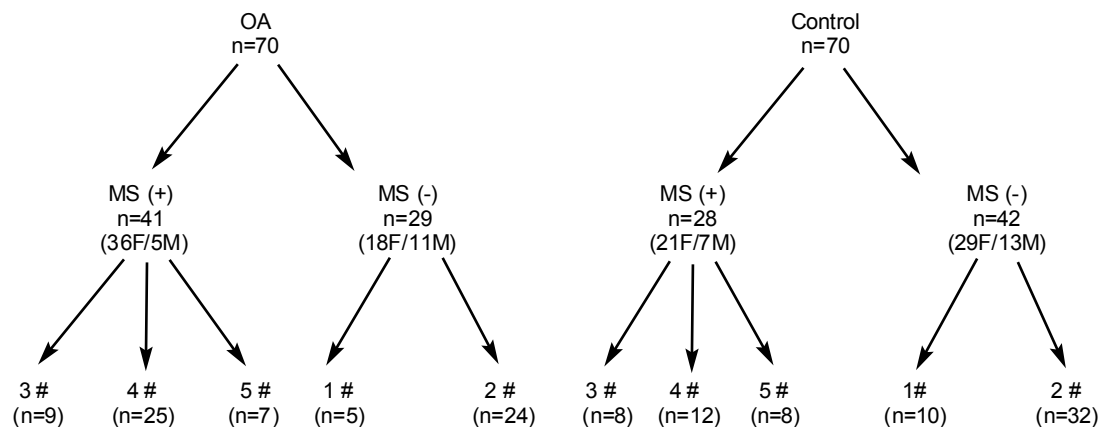 OA
n=70
Control
n=70
MS (+)
n=41
(36F/5M)
MS (-)
n=29
(18F/11M)
MS (+)
n=28
(21F/7M)
MS (-)
n=42
(29F/13M)
3 #
(n=9)
4 #
(n=25)
5 #
(n=7)
1 #
(n=5)
2 #
(n=24)
3 #
(n=8)
4 #
(n=12)
5 #
(n=8)
1#
(n=10)
2 #
(n=32)